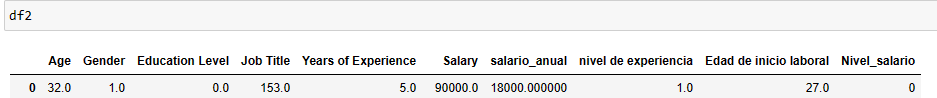 df2
Age Gender Education Level Job Title Years of Experience Salary salario_anual nivel de experiencia Edad de inicio laboral Nivel_salario
0 32.0 1.0 0.0 153.0 5.0 90000.0 18000.000000 1.0 27.0 0